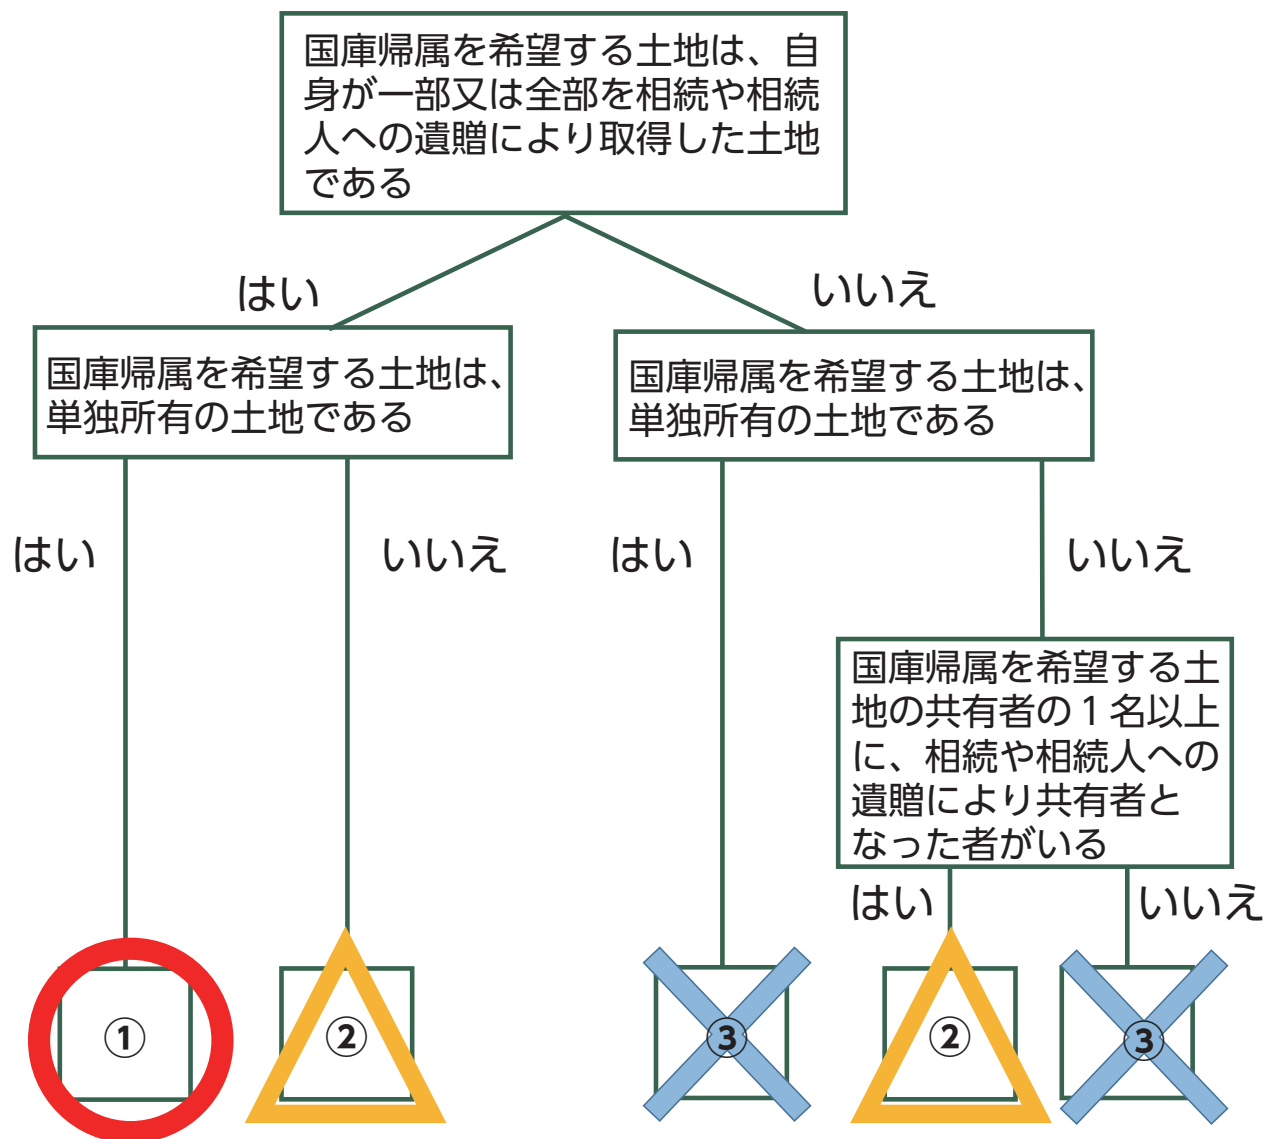 国庫帰属を希望する土地は、自
身が一部又は全部を相続や相続
人への遺贈により取得した土地
である
はい
いいえ
国庫帰属を希望する土地は、
単独所有の土地である
国庫帰属を希望する土地は、
単独所有の土地である
はい
いいえ
はい
いいえ
国庫帰属を希望する土
地の共有者の1名以上
に、相続や相続人への
遺贈により共有者と
なった者がいる
はい
いいえ
①
②
③
②
③